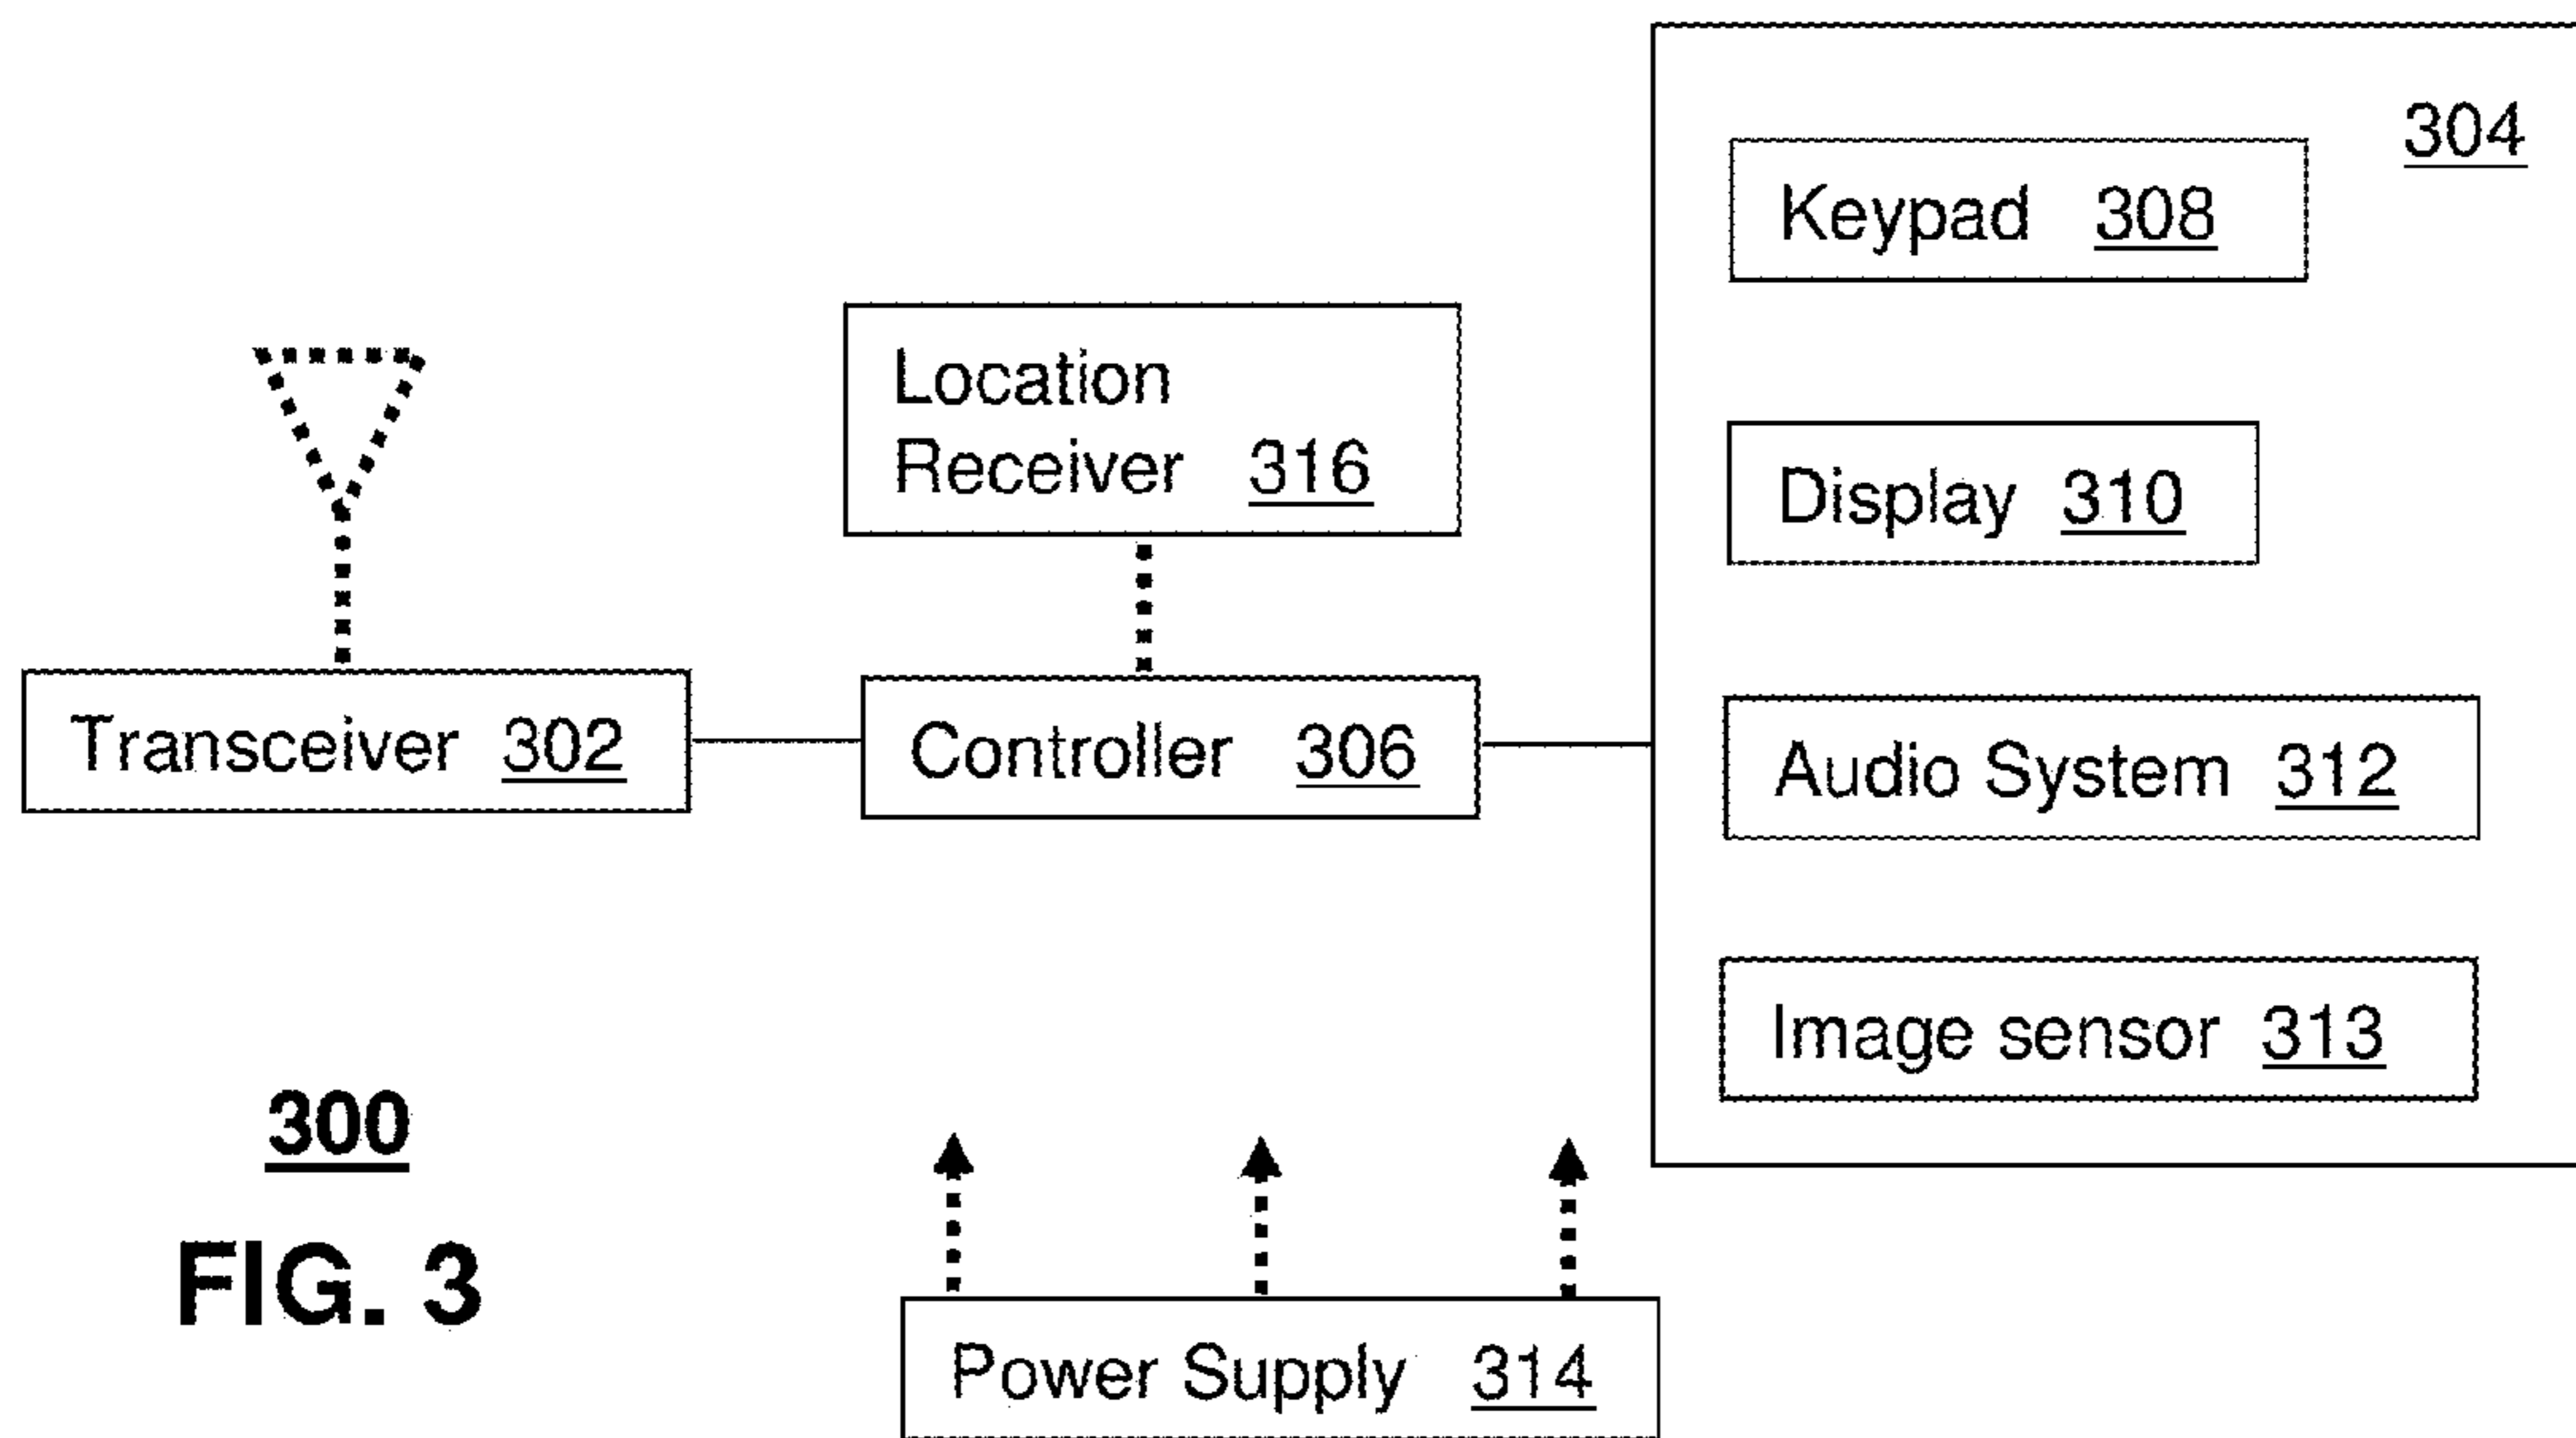 304
Keypad 308
Location
Receiver 316
Display 310
Transceiver 302
Controller 306
Audio System 312
Image sensor 313
300
FIG. 3
Power Supply 314